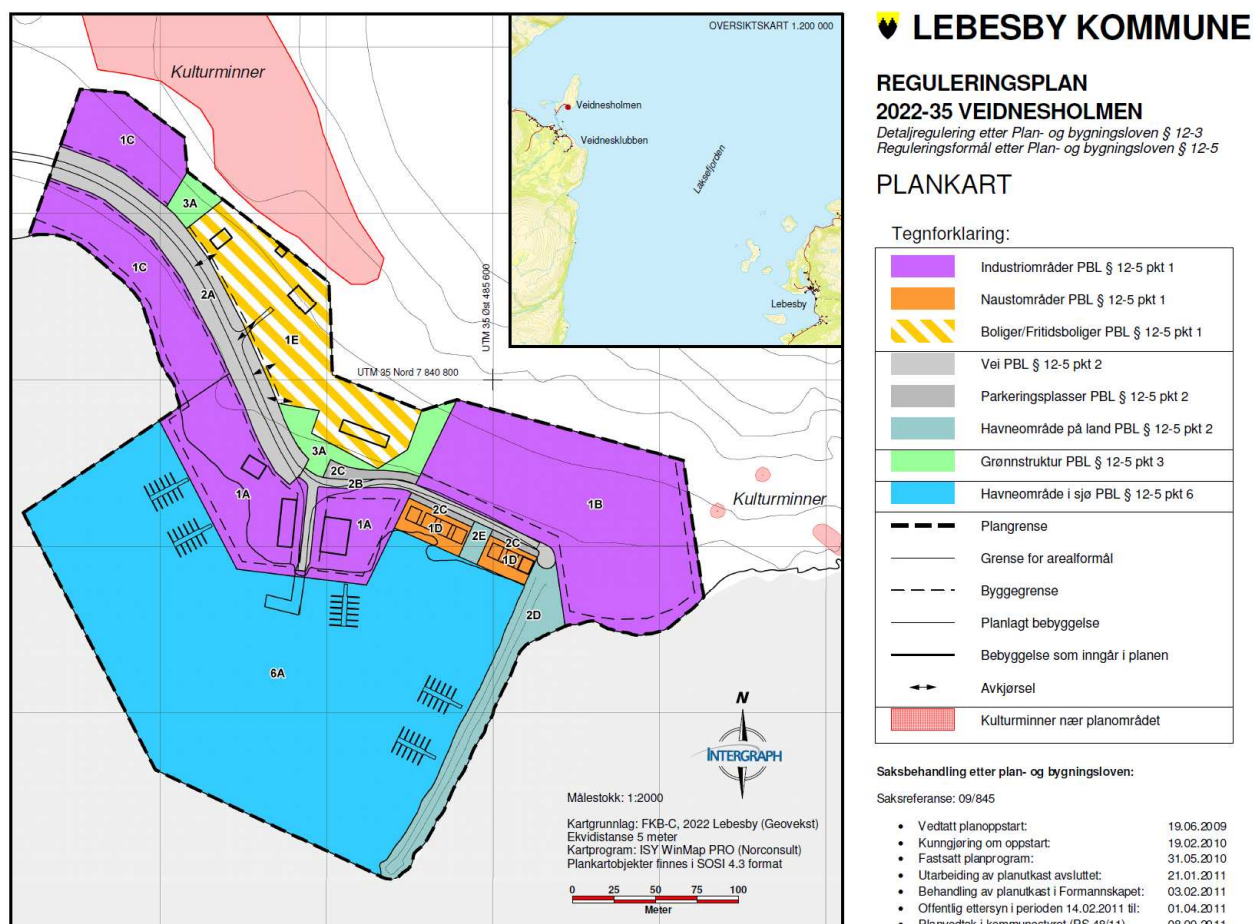 Kulturminner
1C
3A
1C
2A
1E
UTM 35 Øst 485 600
UTM 35 Nord 7 840 800
3A
2C
2B
1A
1A
2C
1D
2E
2C
1D
1B
Kulturminner
2D
6A
OVERSIKTSKART 1:200 000
Veidnesholmen
Veidnesklubben
Laksefjorden
Lebesby
N
INTERGRAPH
Målestokk: 1:2000
Kartgrunnlag: FKB-C, 2022 Lebesby (Geovekst)
Ekvidistanse 5 meter
Kartprogram: ISY WinMap PRO (Norconsult)
Plankartobjekter finnes i SOSI 4.3 format
0 25 50 75 100
Meter
LEBESBY KOMMUNE
REGULERINGSPLAN
2022-35 VEIDNESHOLMEN
Detaljregulering etter Plan- og bygningsloven § 12-3
Reguleringsformål etter Plan- og bygningsloven § 12-5
PLANKART
Tegnforklaring:
Industriområder PBL § 12-5 pkt 1
Naustområder PBL § 12-5 pkt 1
Boliger/Fritidsboliger PBL § 12-5 pkt 1
Vei PBL § 12-5 pkt 2
Parkeringsplasser PBL § 12-5 pkt 2
Havneområde på land PBL § 12-5 pkt 2
Grønnstruktur PBL § 12-5 pkt 3
Havneområde i sjø PBL § 12-5 pkt 6
Plangrense
Grense for arealformål
Byggegrense
Planlagt bebyggelse
Bebyggelse som inngår i planen
Avkjørsel
Kulturminner nær planområdet
Saksbehandling etter plan- og bygningsloven:
Saksreferanse: 09/845
• Vedtatt planoppstart: 19.06.2009
• Kunngjøring om oppstart: 19.02.2010
• Fastsatt planprogram: 31.05.2010
• Utarbeiding av planutkast avsluttet: 21.01.2011
• Behandling av planutkast i Formannskapet: 03.02.2011
• Offentlig ettersyn i perioden 14.02.2011 til: 01.04.2011
• Planvedtak i kommunestyret (PS 48/11) 08.09.2011